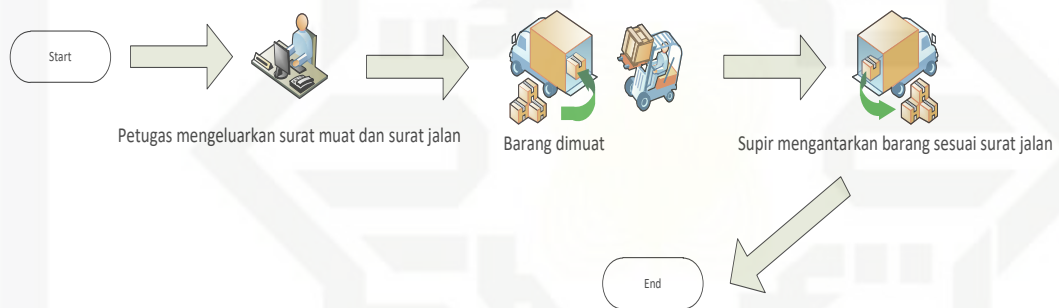 Start
Petugas mengeluarkan surat muat dan surat jalan
Barang dimuat
Supir mengantarkan barang sesuai surat jalan
End